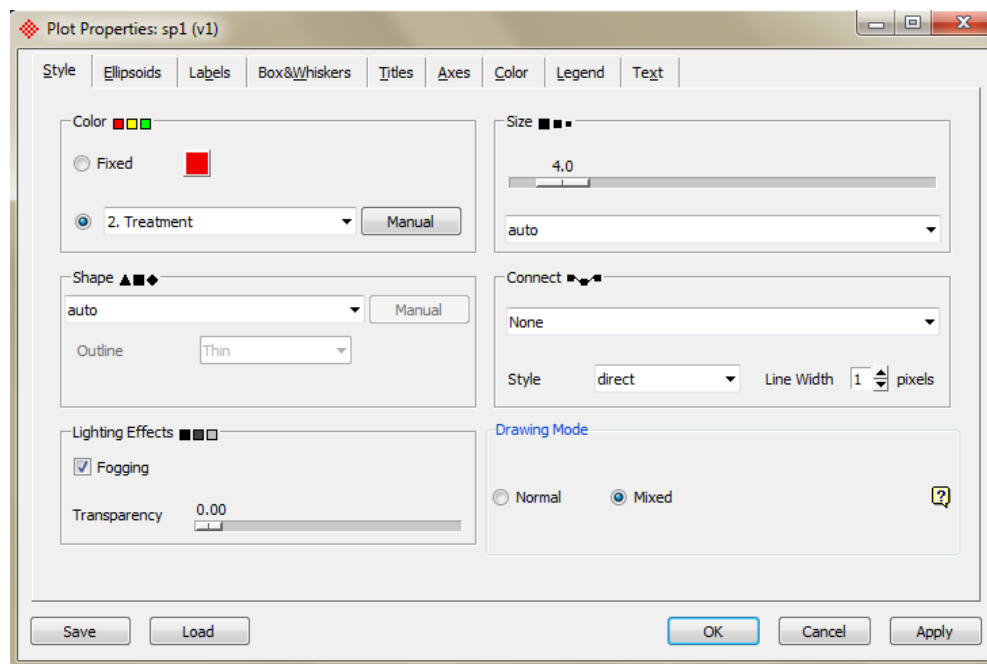 Plot Properties: sp1 (v1)
Style Ellipsoids Labels Box&Whiskers Titles Axes Color Legend Text
Color
Fixed
2. Treatment Manual
Size
4.0
auto
Shape
auto Manual
Outline Thin
Connect
None
Style direct Line Width 1 pixels
Lighting Effects
Fogging
Transparency 0.00
Drawing Mode
Normal Mixed ?
Save Load OK Cancel Apply